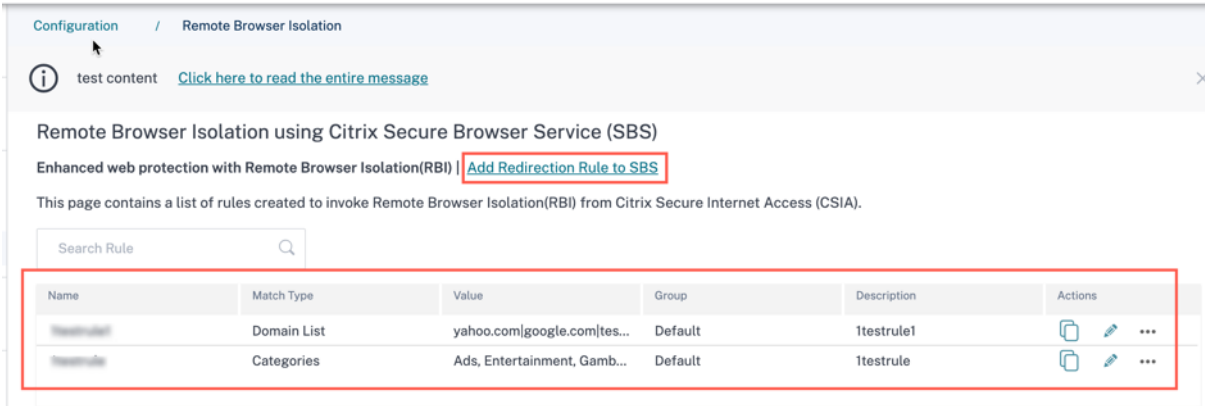 Configuration / Remote Browser Isolation
test content Click here to read the entire message
Remote Browser Isolation using Citrix Secure Browser Service (SBS)
Enhanced web protection with Remote Browser Isolation(RBI) | Add Redirection Rule to SBS
This page contains a list of rules created to invoke Remote Browser Isolation(RBI) from Citrix Secure Internet Access (CSIA).
Search Rule
Name Match Type Value Group Description Actions
Domain List yahoo.com|google.com|tes... Default 1testrule1
Categories Ads, Entertainment, Gamb... Default 1testrule